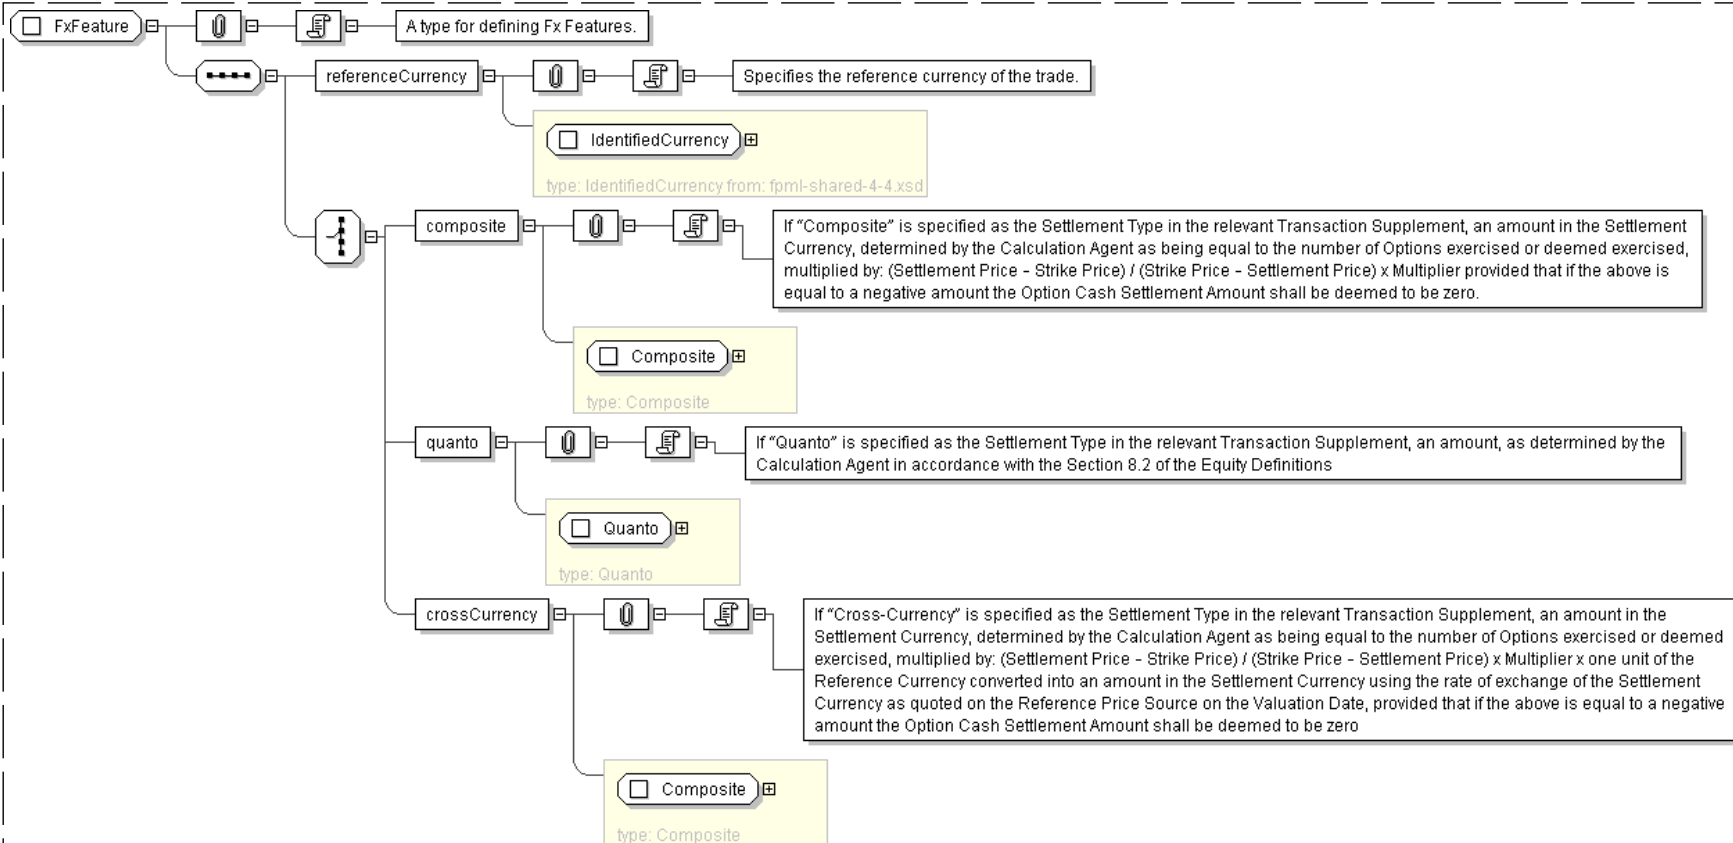 FxFeature
A type for defining Fx Features.
referenceCurrency
Specifies the reference currency of the trade.
IdentifiedCurrency
type: IdentifiedCurrency from: fpml-shared-4-4.xsd
composite
If “Composite” is specified as the Settlement Type in the relevant Transaction Supplement, an amount in the Settlement
Currency, determined by the Calculation Agent as being equal to the number of Options exercised or deemed exercised,
multiplied by: (Settlement Price – Strike Price) / (Strike Price – Settlement Price) x Multiplier provided that if the above is
equal to a negative amount the Option Cash Settlement Amount shall be deemed to be zero.
Composite
type: Composite
quanto
If “Quanto” is specified as the Settlement Type in the relevant Transaction Supplement, an amount, as determined by the
Calculation Agent in accordance with the Section 8.2 of the Equity Definitions
Quanto
type: Quanto
crossCurrency
If “Cross-Currency” is specified as the Settlement Type in the relevant Transaction Supplement, an amount in the
Settlement Currency, determined by the Calculation Agent as being equal to the number of Options exercised or deemed
exercised, multiplied by: (Settlement Price – Strike Price) / (Strike Price – Settlement Price) x Multiplier x one unit of the
Reference Currency converted into an amount in the Settlement Currency using the rate of exchange of the Settlement
Currency as quoted on the Reference Price Source on the Valuation Date, provided that if the above is equal to a negative
amount the Option Cash Settlement Amount shall be deemed to be zero
Composite
type: Composite